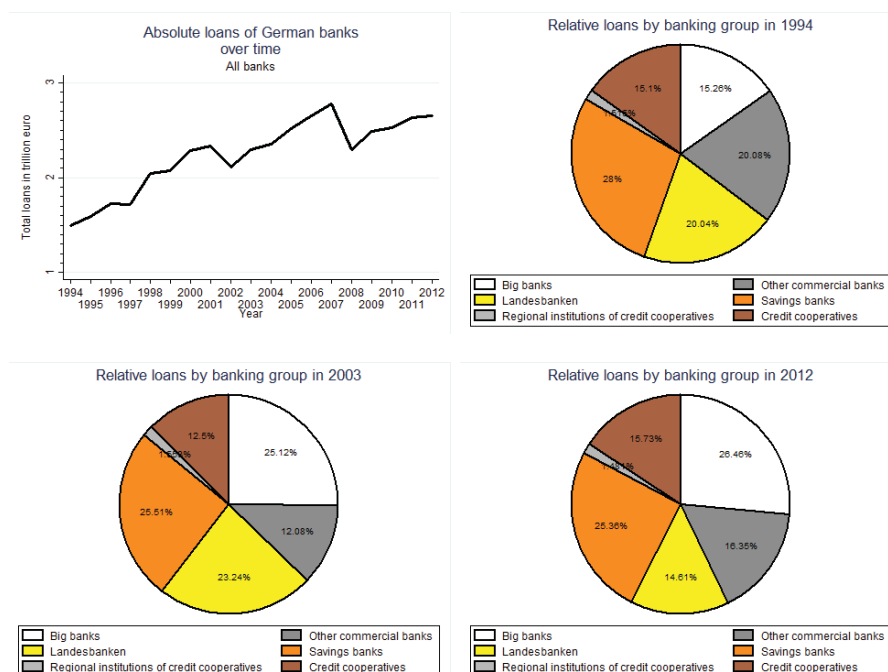 Absolute loans of German banks
over time
All banks
Total loans in trillion euro
3
2
1
1994 1996 1998 2000 2002 2004 2006 2008 2010 2012
1995 1997 1999 2001 2003 2005 2007 2009 2011
Year
Relative loans by banking group in 1994
15.1%
15.26%
20.08%
28%
20.04%
Big banks
Other commercial banks
Landesbanken
Savings banks
Regional institutions of credit cooperatives
Credit cooperatives
Relative loans by banking group in 2003
12.5%
25.12%
25.51%
12.08%
23.24%
Big banks
Other commercial banks
Landesbanken
Savings banks
Regional institutions of credit cooperatives
Credit cooperatives
Relative loans by banking group in 2012
15.73%
26.46%
25.36%
16.35%
14.61%
Big banks
Other commercial banks
Landesbanken
Savings banks
Regional institutions of credit cooperatives
Credit cooperatives